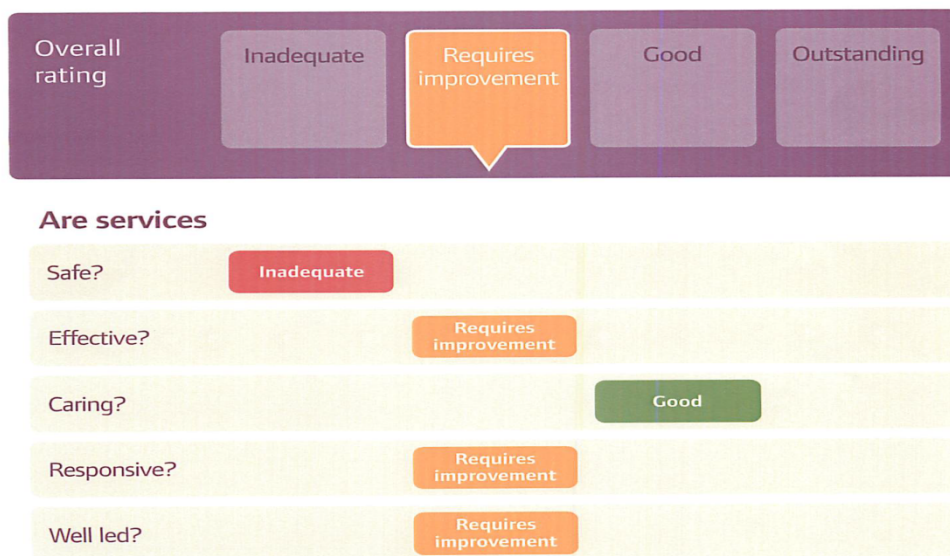 Overall rating
Inadequate
Requires improvement
Good
Outstanding
Are services
Safe?
Inadequate
Effective?
Requires improvement
Caring?
Good
Responsive?
Requires improvement
Well led?
Requires improvement